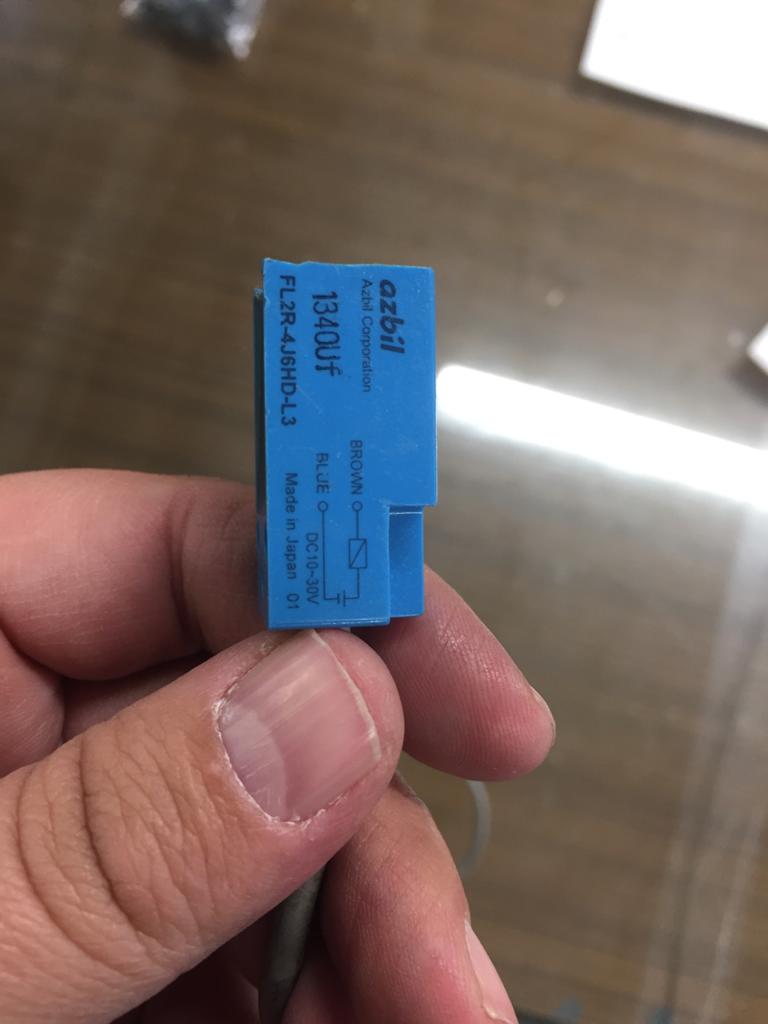 azbil
Azbil Corporation
1340Uf
FL2R-4J6HD-L3
BROWN
BLUE
DC10~30V
Made in Japan 01